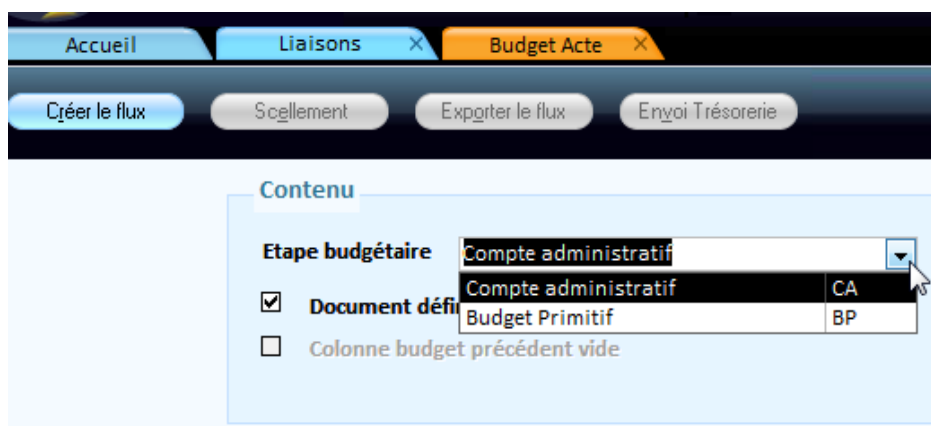 Accueil Liaisons Budget Acte
Créer le flux Scellement Exporter le flux Envoi Trésorerie
Contenu
Etape budgétaire Compte administratif
Compte administratif CA
Document défi Budget Primitif BP
Colonne budget précédent vide